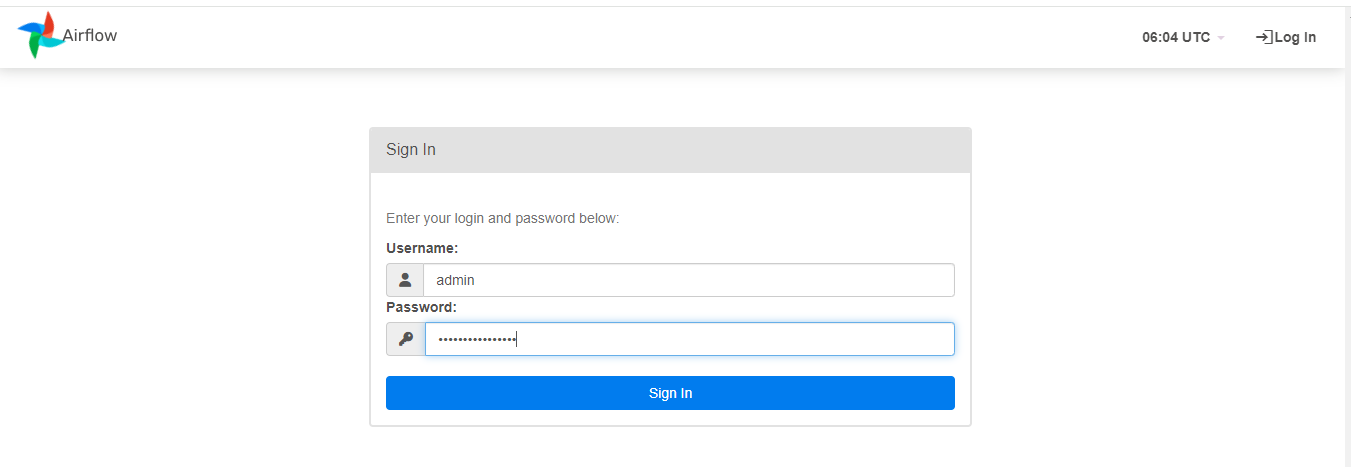 Airflow
06:04 UTC
Log In
Sign In
Enter your login and password below:
Username:
admin
Password:
••••••••••••••••
Sign In